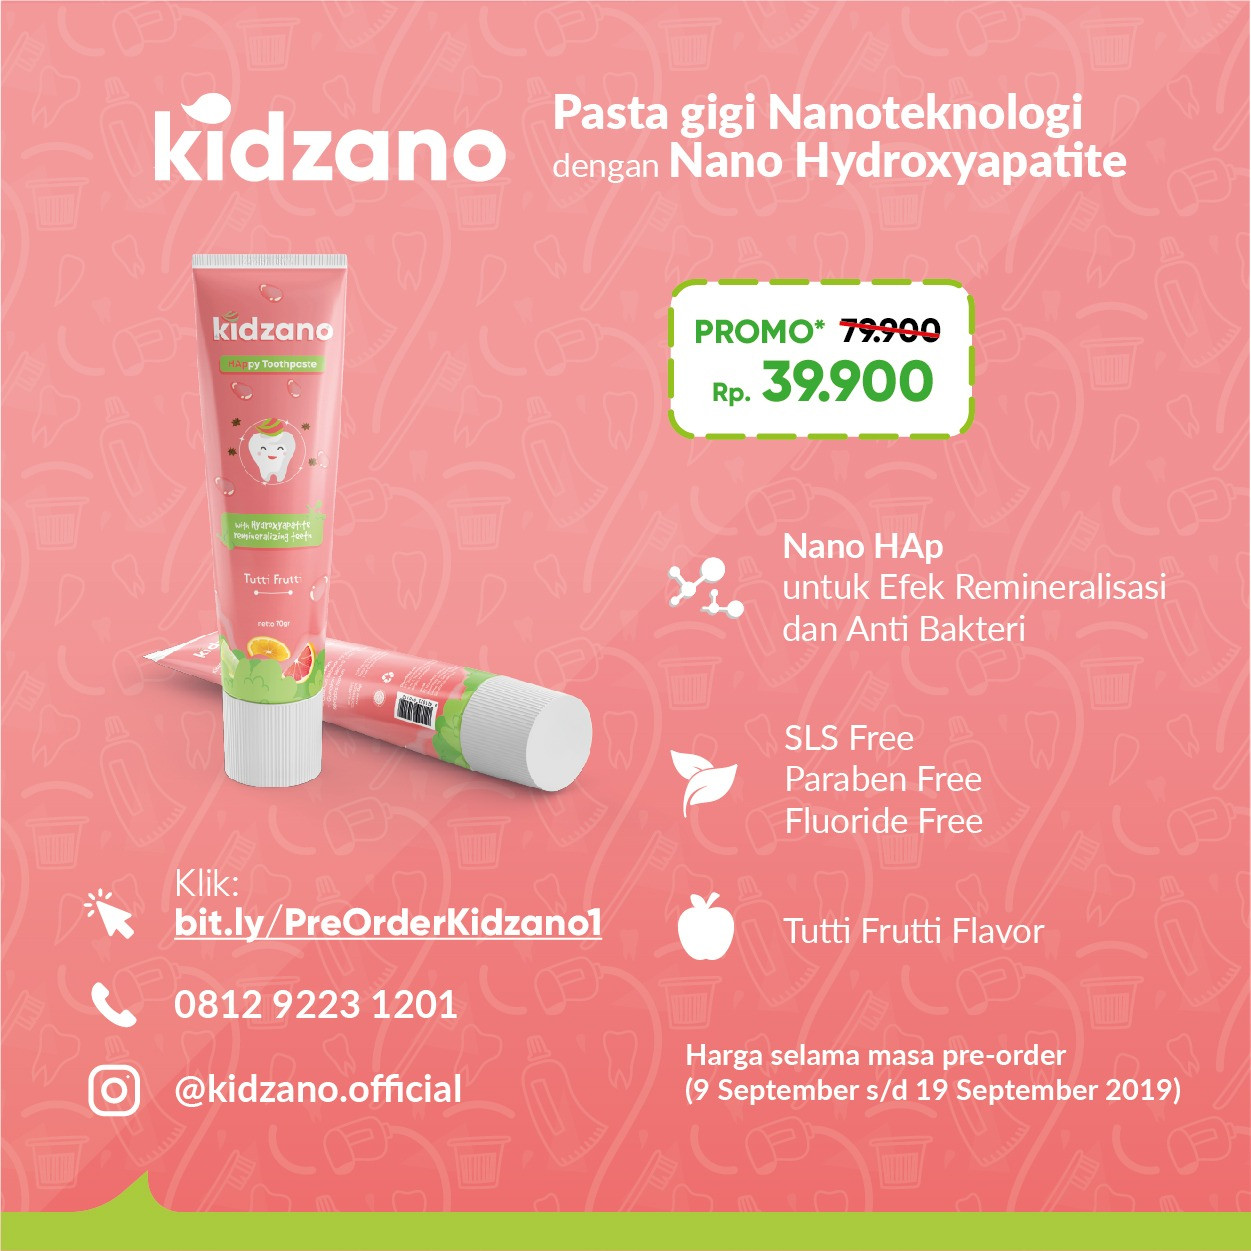 kidzano
Pasta gigi Nanoteknologi
dengan Nano Hydroxyapatite
kidzano
HAppy Toothpaste
with Hydroxyapatite
remineralizing teeth
Tutti Frutti
netto 70gr
PROMO* 79.900
Rp. 39.900
Nano HAp
untuk Efek Remineralisasi
dan Anti Bakteri
SLS Free
Paraben Free
Fluoride Free
Tutti Frutti Flavor
Klik:
bit.ly/PreOrderKidzano1
0812 9223 1201
@kidzano.official
Harga selama masa pre-order
(9 September s/d 19 September 2019)